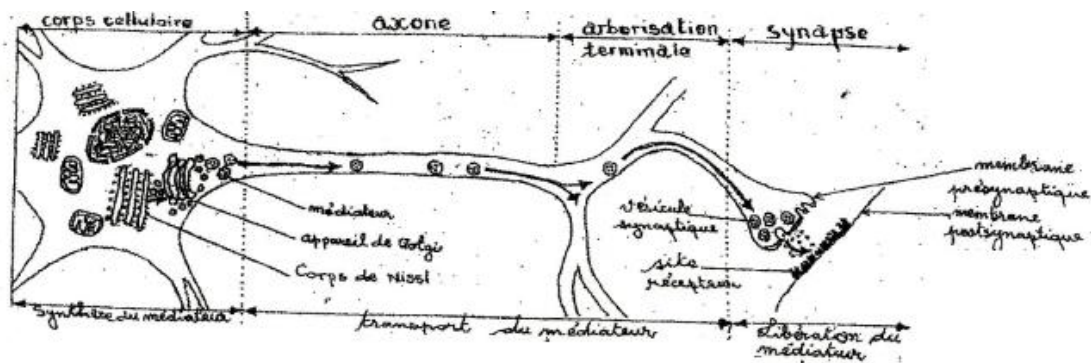 corps cellulaire
axone
arborisation
terminale
synapse
membrane
présynaptique
membrane
postsynaptique
vésicule
synaptique
site
récepteur
médiateur
appareil de Golgi
Corps de Nissl
Synthèse du médiateur
transport du médiateur
Libération du
médiateur